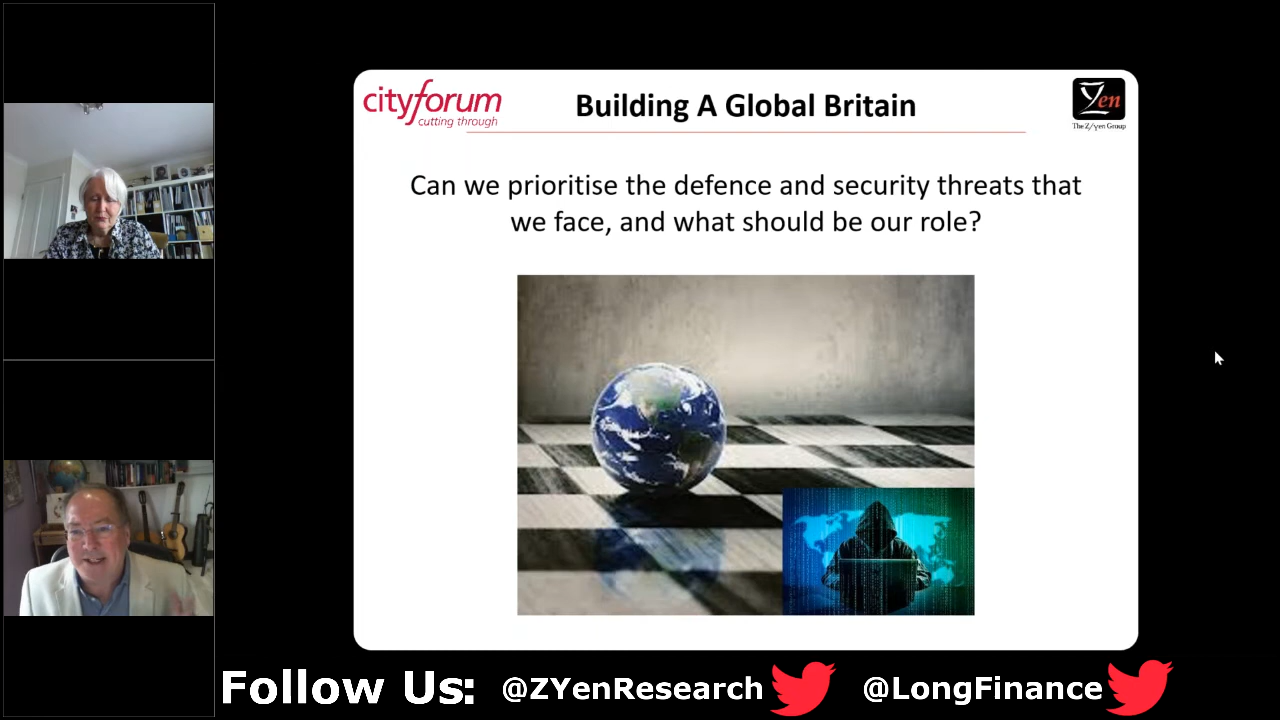 cityforum
cutting through
Building A Global Britain
Zyen
The Z/yen Group
Can we prioritise the defence and security threats that
we face, and what should be our role?
Follow Us: @ZYenResearch @LongFinance